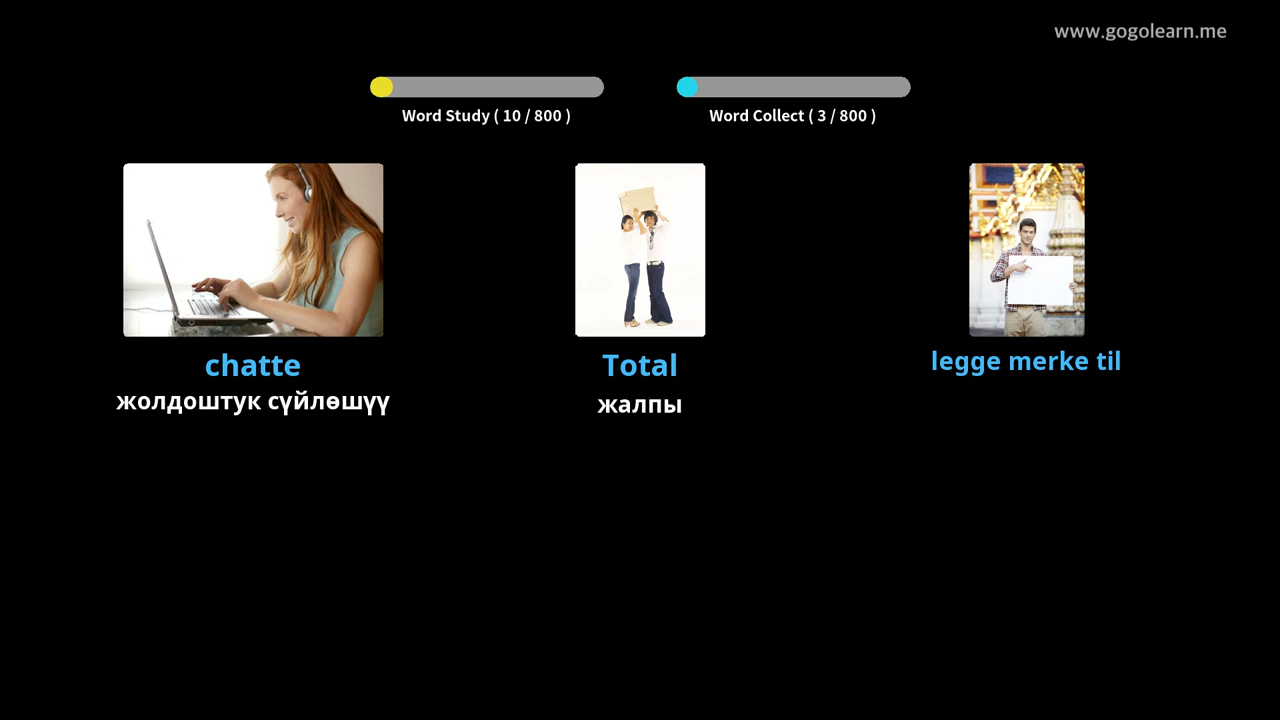 www.gogolearn.me
Word Study ( 10 / 800 )
Word Collect ( 3 / 800 )
chatte
жолдоштук сүйлөшүү
Total
жалпы
legge merke til